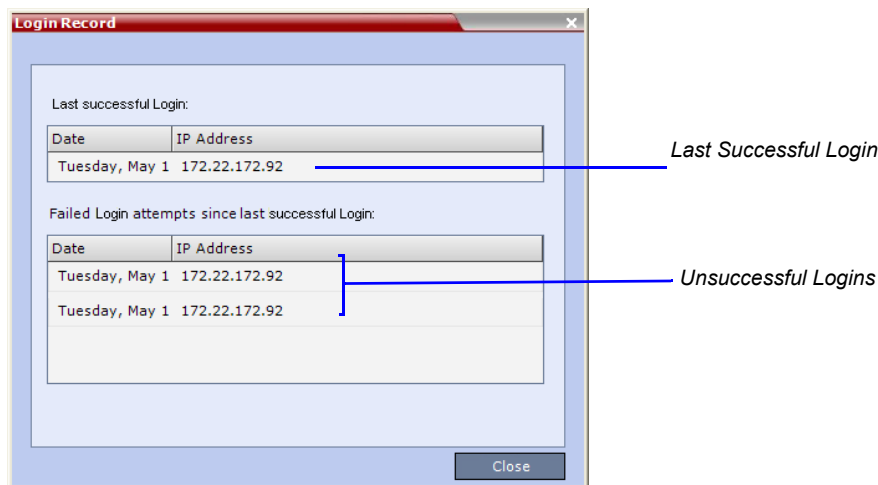 Login Record
Last successful Login:
Date IP Address
Tuesday, May 1 172.22.172.92
Last Successful Login
Failed Login attempts since last successful Login:
Date IP Address
Tuesday, May 1 172.22.172.92
Unsuccessful Logins
Tuesday, May 1 172.22.172.92
Close